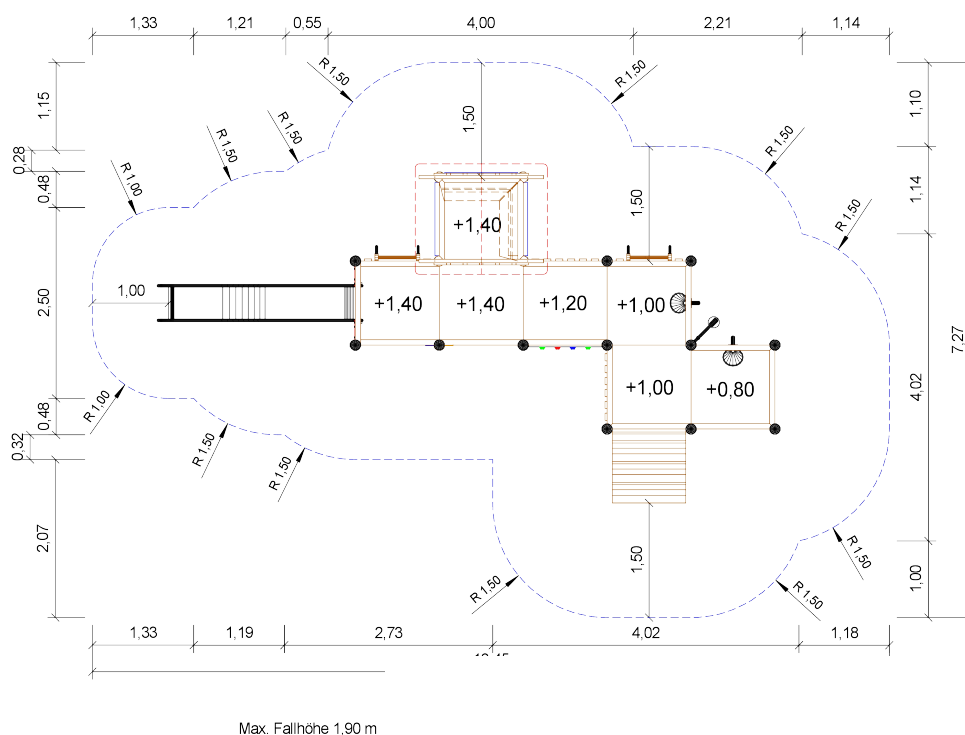 1,33 1,21 0,55 4,00 2,21 1,14
R 1,50
R 1,50
1,15
1,50
1,10
0,28
R 1,50
R 1,50
R 1,50
0,48
R 1,00
1,14
1,50
R 1,50
+1,40
2,50
1,00
+1,40
+1,40
+1,20
+1,00
7,27
+1,00
+0,80
4,02
R 1,00
0,48
0,32
R 1,50
R 1,50
2,07
1,50
R 1,50
R 1,50
R 1,50
1,00
1,33 1,19 2,73 4,02 1,18
Max. Fallhöhe 1,90 m